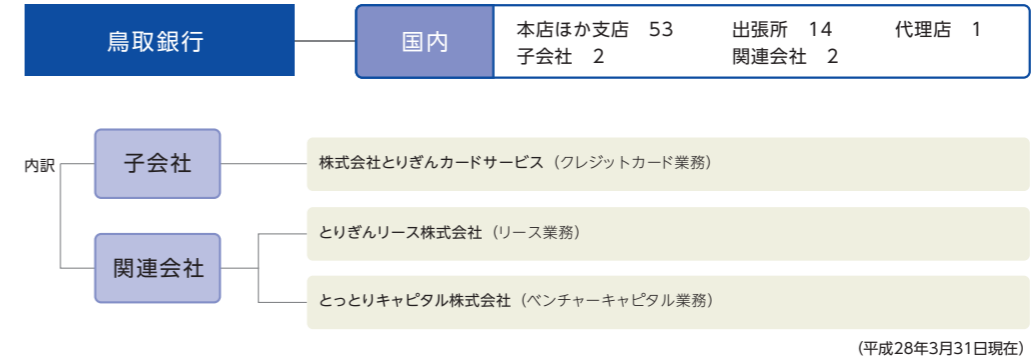 鳥取銀行
国内
本店ほか支店 53 出張所 14 代理店 1
子会社 2 関連会社 2
内訳
子会社
株式会社とりぎんカードサービス（クレジットカード業務）
関連会社
とりぎんリース株式会社（リース業務）
とっとりキャピタル株式会社（ベンチャーキャピタル業務）
（平成28年3月31日現在）